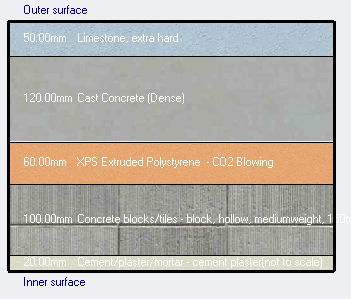 Outer surface
50.00mm Limestone, extra hard
120.00mm Cast Concrete (Dense)
60.00mm XPS Extruded Polystyrene - CO2 Blowing
100.00mm Concrete blocks/tiles - block, hollow, mediumweight, 150m
20.00mm Cement/plaster/mortar - cement plaster(not to scale)
Inner surface